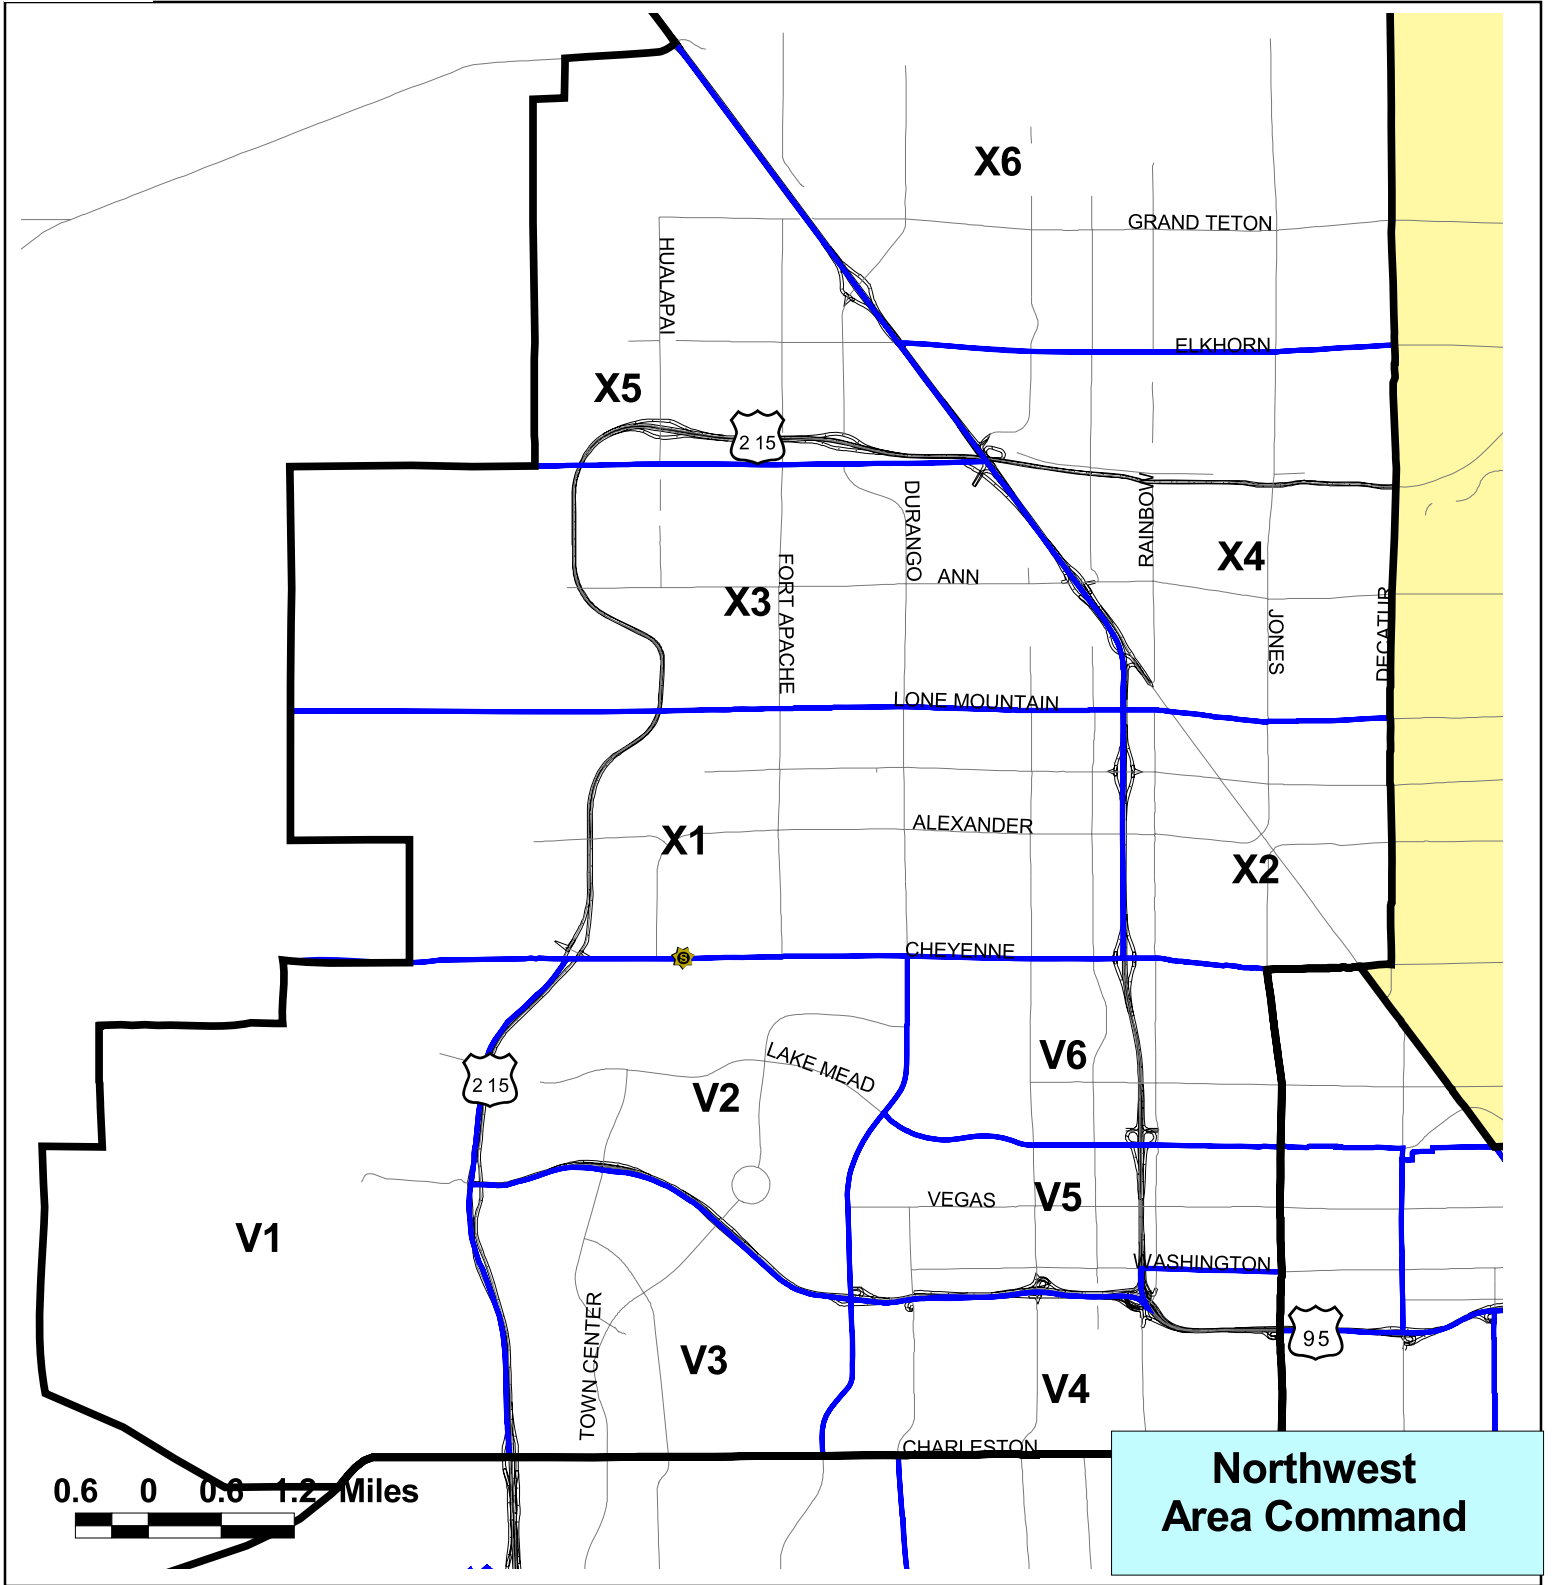 X6
GRAND TETON
HUALAPAI
ELKHORN
X5
2 15
DURANGO
RAINBOW
X4
ANN
FORT APACHE
X3
JONES
DECATUR
LONE MOUNTAIN
ALEXANDER
X1
X2
CHEYENNE
S
LAKE MEAD
V6
2 15
V2
VEGAS
V5
V1
WASHINGTON
TOWN CENTER
95
V3
V4
CHARLESTON
0.6 0 0.6 1.2 Miles
Northwest
Area Command